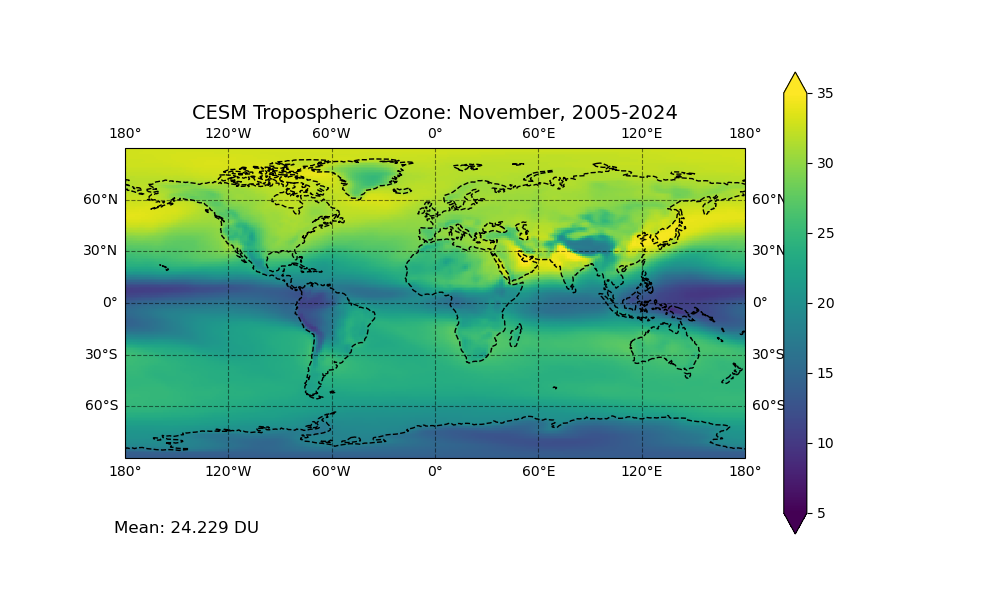 CESM Tropospheric Ozone: November, 2005-2024
180° 120°W 60°W 0° 60°E 120°E 180°
60°N 60°N
30°N 30°N
0° 0°
30°S 30°S
60°S 60°S
180° 120°W 60°W 0° 60°E 120°E 180°
35
30
25
20
15
10
5
Mean: 24.229 DU